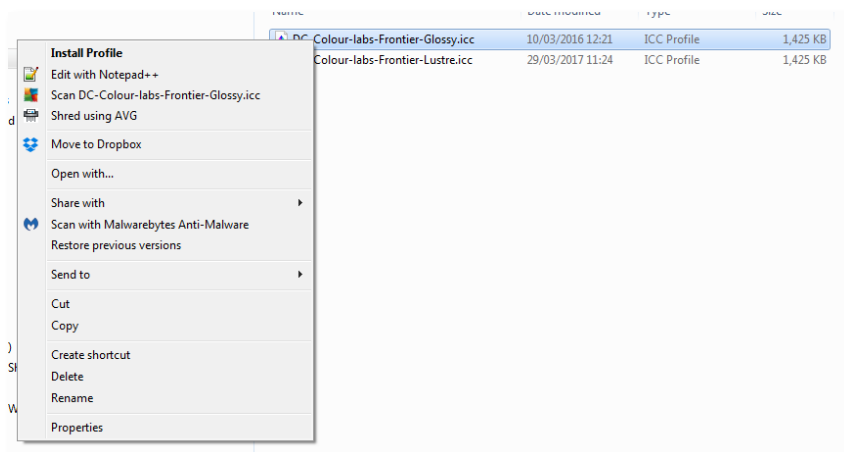 Name Date modified Type Size
DC-Colour-labs-Frontier-Glossy.icc 10/03/2016 12:21 ICC Profile 1,425 KB
Colour-labs-Frontier-Lustre.icc 29/03/2017 11:24 ICC Profile 1,425 KB
Install Profile
Edit with Notepad++
Scan DC-Colour-labs-Frontier-Glossy.icc
Shred using AVG
d
Move to Dropbox
Open with...
Share with
Scan with Malwarebytes Anti-Malware
Restore previous versions
Send to
Cut
Copy
)
Create shortcut
Delete
Rename
W
Properties